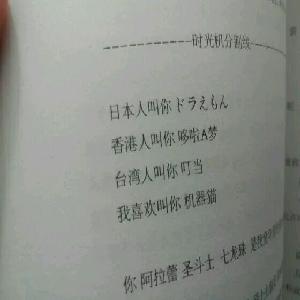 ---------时光机分割线------
日本人叫你 ドラえもん
香港人叫你 哆啦A梦
台湾人叫你 叮当
我喜欢叫你 机器猫
你 阿拉蕾 圣斗士 七龙珠 是我